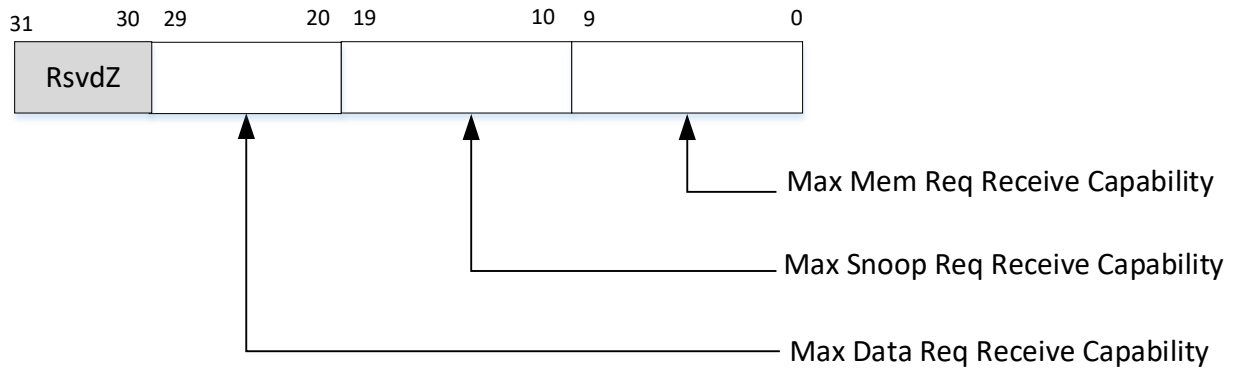 31 30 29 20 19 10 9 0
RsvdZ
Max Mem Req Receive Capability
Max Snoop Req Receive Capability
Max Data Req Receive Capability